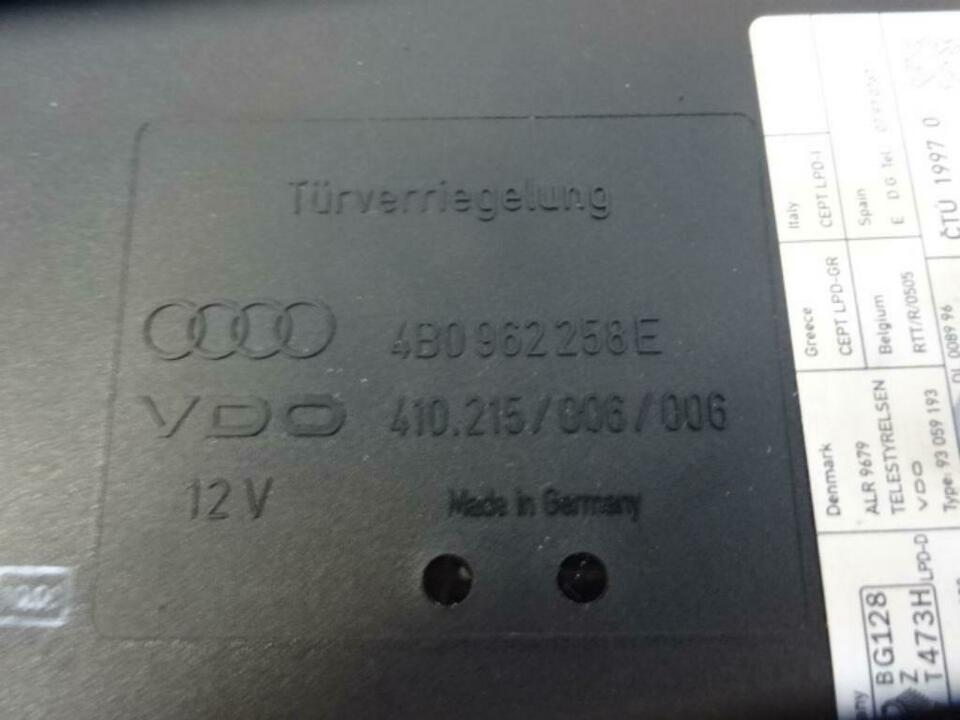 Türverriegelung
4B0 962 258 E
VDO 410.215/006/006
12 V
Made in Germany
Italy
CEPT LPD-I
Spain
E D.G. Tel.
ČTÚ 1997 0
Greece
CEPT LPD-GR
Belgium
RTT/R/0505
Denmark
ALR 9679
TELESTYRELSEN
VDO
Type: 93 059 193
BG128
Z
T473H
LPD-D